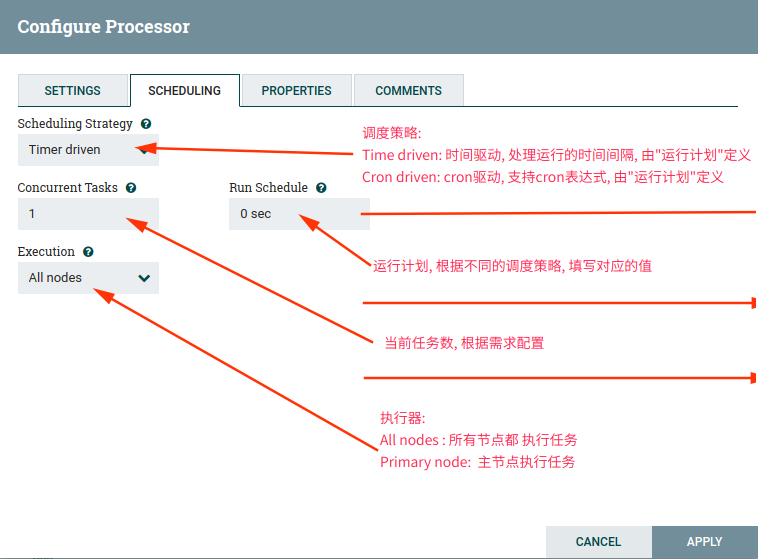 Configure Processor
SETTINGS
SCHEDULING
PROPERTIES
COMMENTS
Scheduling Strategy
Timer driven
调度策略:
Time driven: 时间驱动, 处理运行的时间间隔, 由"运行计划"定义
Cron driven: cron驱动, 支持cron表达式, 由"运行计划"定义
Concurrent Tasks
Run Schedule
1
0 sec
Execution
All nodes
运行计划, 根据不同的调度策略, 填写对应的值
当前任务数, 根据需求配置
执行器:
All nodes : 所有节点都 执行任务
Primary node: 主节点执行任务
CANCEL
APPLY